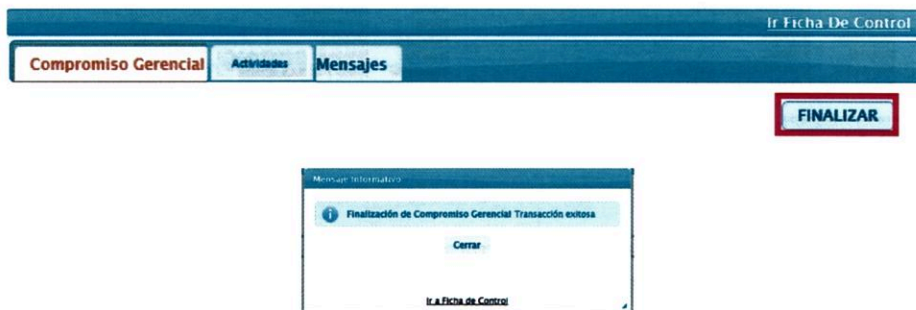 Ir Ficha De Control
Compromiso Gerencial Actividades Mensajes
FINALIZAR
Mensaje Informativo
Finalización de Compromiso Gerencial Transacción exitosa
Cerrar
Ir a Ficha de Control